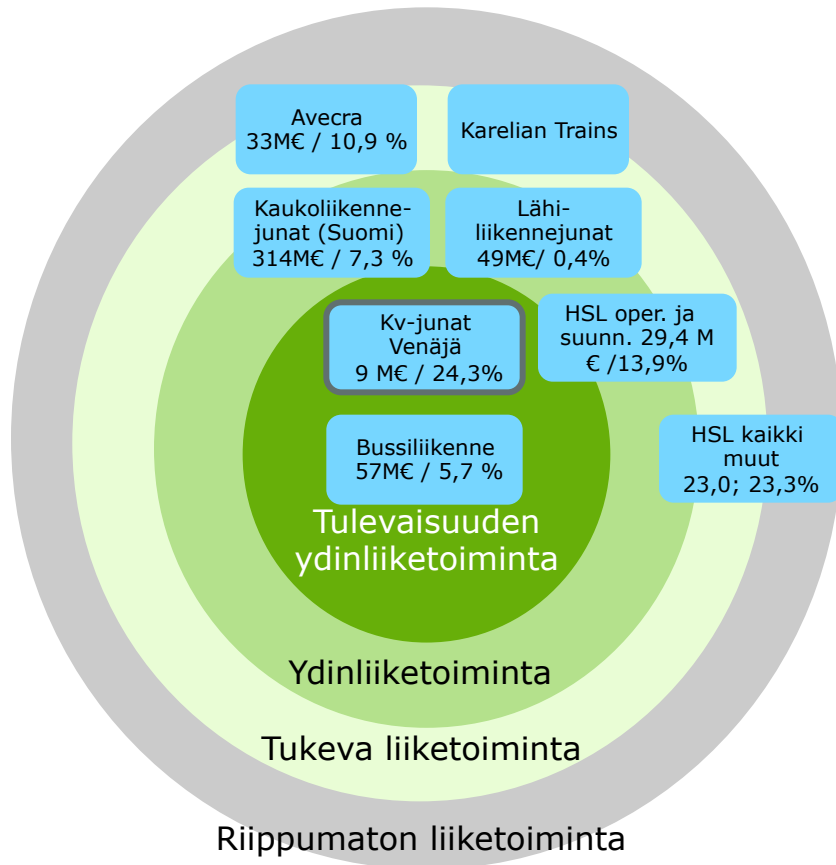 Avecra
33M€ / 10,9 %
Karelian Trains
Kaukoliikenne-
junat (Suomi)
314M€ / 7,3 %
Lähi-
liikennejunat
49M€/ 0,4%
Kv-junat
Venäjä
9 M€ / 24,3%
HSL oper. ja
suunn. 29,4 M
€ /13,9%
Bussiliikenne
57M€ / 5,7 %
HSL kaikki
muut
23,0; 23,3%
Tulevaisuuden
ydinliiketoiminta
Ydinliiketoiminta
Tukeva liiketoiminta
Riippumaton liiketoiminta